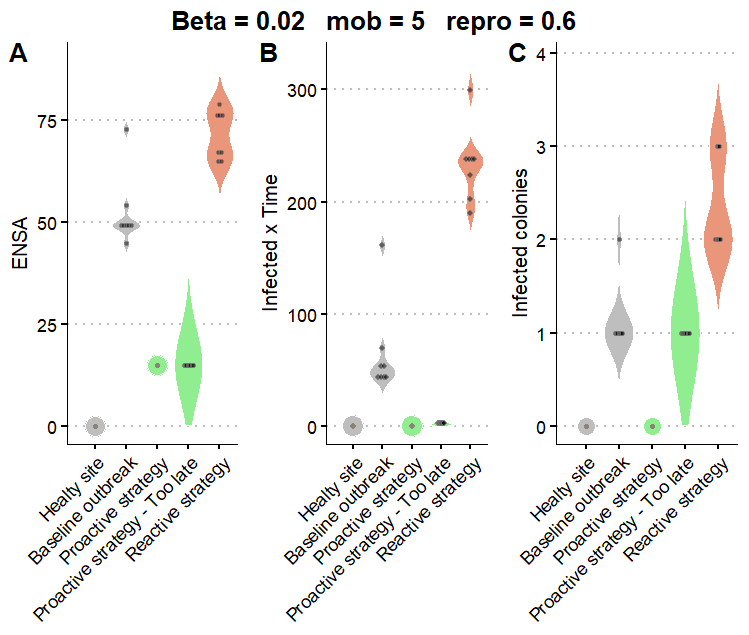 Beta = 0.02   mob = 5   repro = 0.6
A
ENSA
75
50
25
0
Healty site
Baseline outbreak
Proactive strategy
Proactive strategy - Too late
Reactive strategy
B
Infected x Time
300
200
100
0
Healty site
Baseline outbreak
Proactive strategy
Proactive strategy - Too late
Reactive strategy
C
Infected colonies
4
3
2
1
0
Healty site
Baseline outbreak
Proactive strategy
Proactive strategy - Too late
Reactive strategy